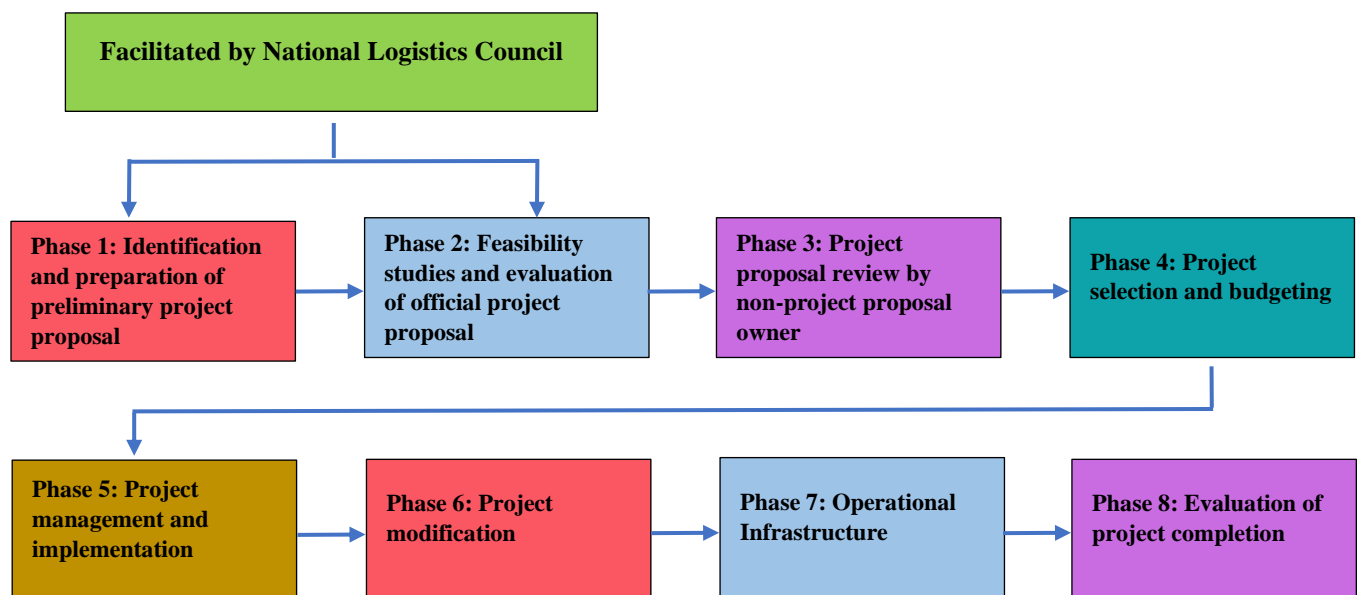 Facilitated by National Logistics Council
Phase 1: Identification
and preparation of
preliminary project
proposal
Phase 2: Feasibility
studies and evaluation
of official project
proposal
Phase 3: Project
proposal review by
non-project proposal
owner
Phase 4: Project
selection and budgeting
Phase 5: Project
management and
implementation
Phase 6: Project
modification
Phase 7: Operational
Infrastructure
Phase 8: Evaluation of
project completion